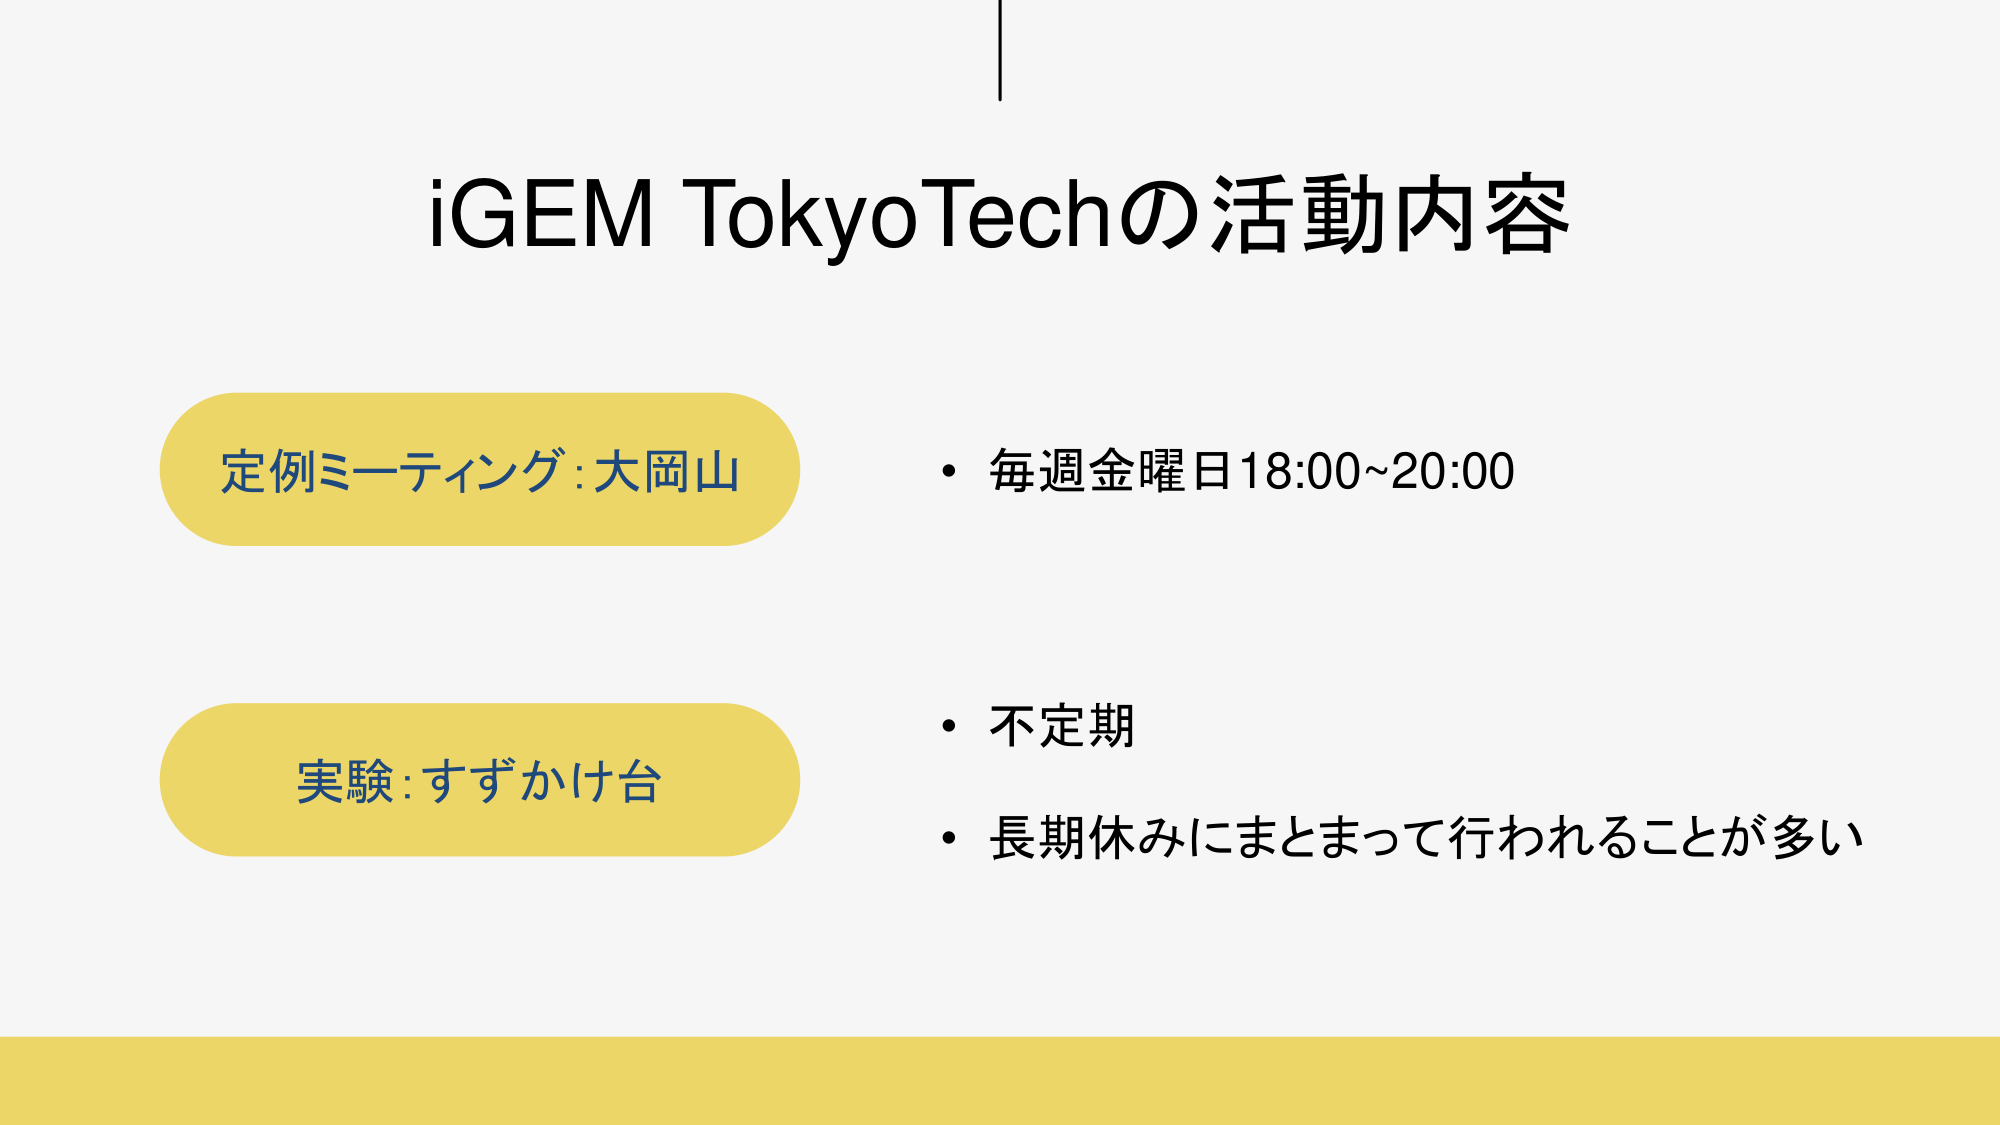 iGEM TokyoTechの活動内容
定例ミーティング：大岡山
• 毎週金曜日18:00~20:00
実験：すずかけ台
• 不定期
• 長期休みにまとまって行われることが多い